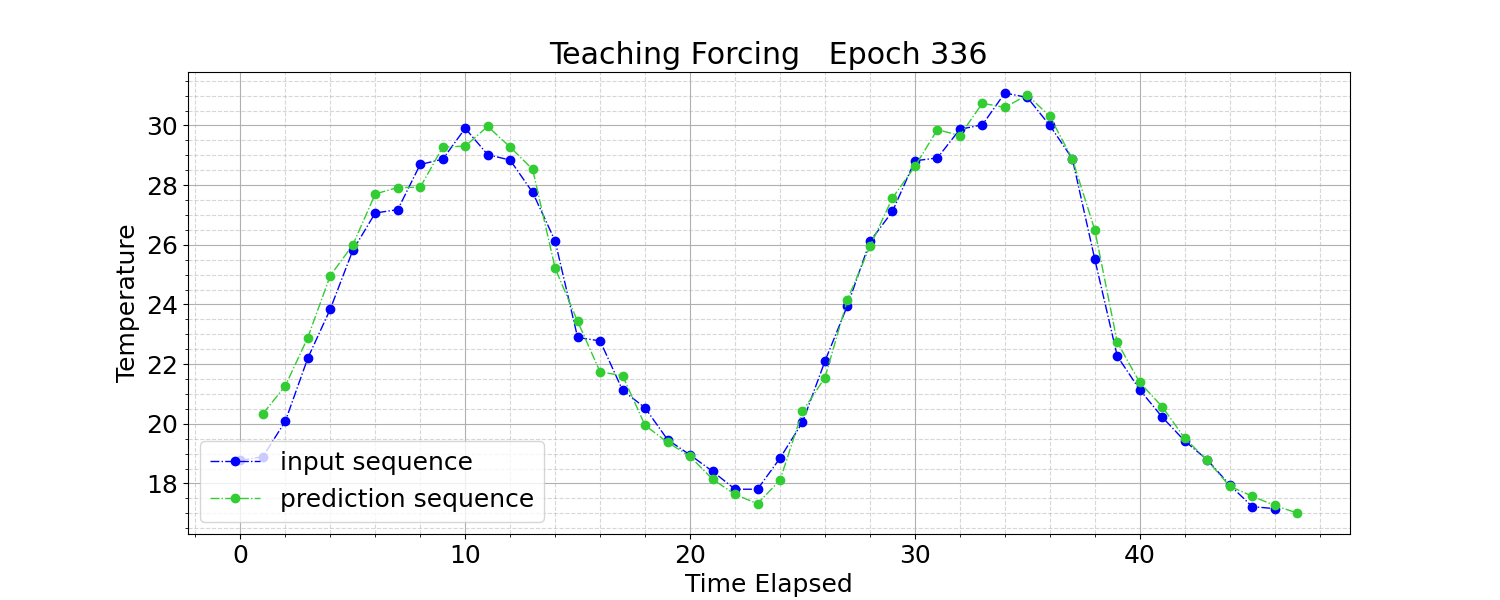 Teaching Forcing   Epoch 336
Temperature
30
28
26
24
22
20
18
input sequence
prediction sequence
0 10 20 30 40
Time Elapsed